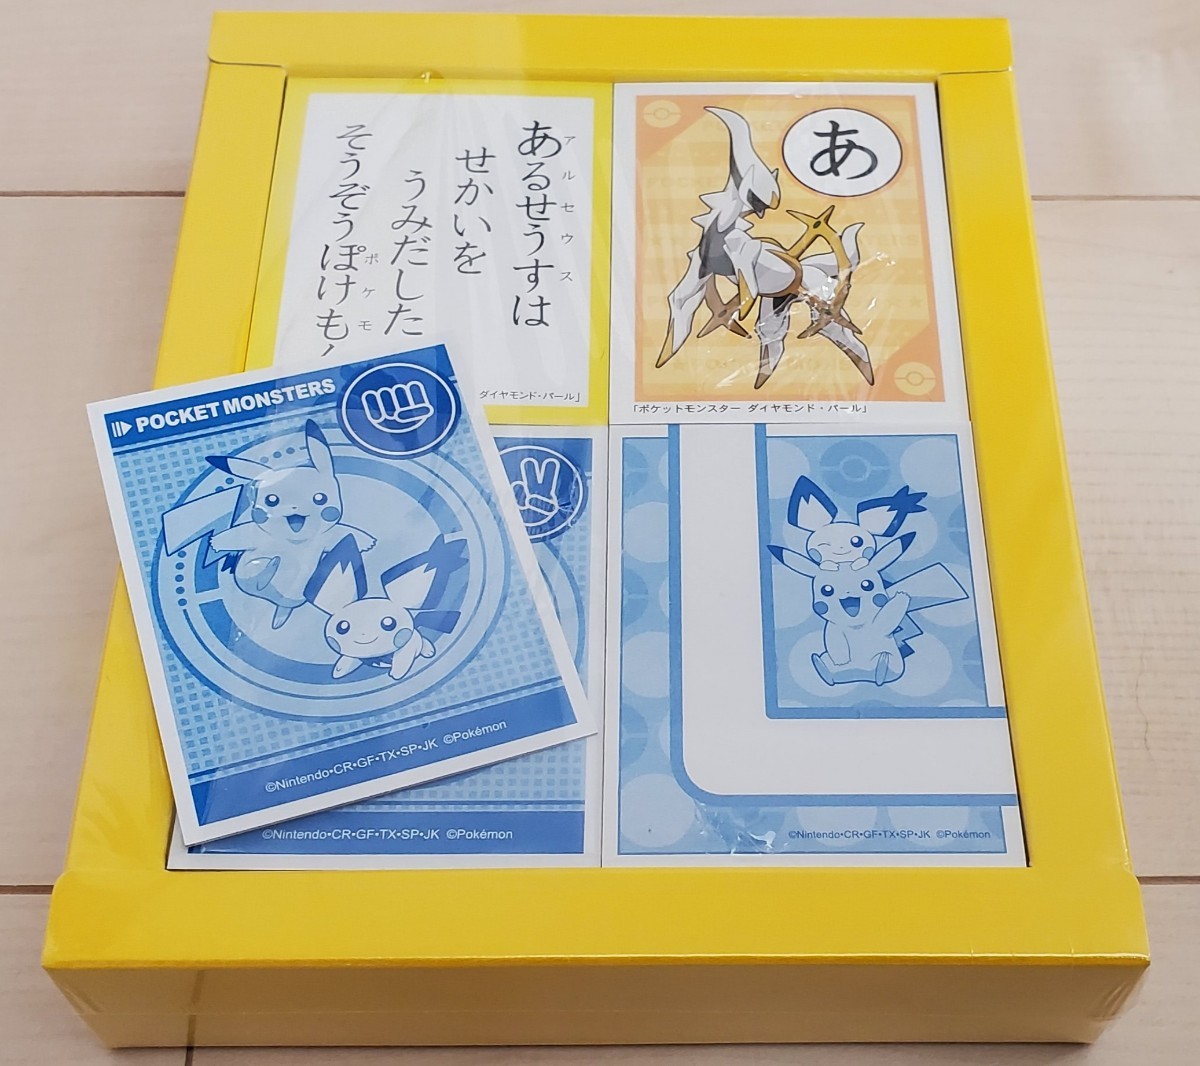 あるせうすは
アルセウス
せかいを
うみだした
そうぞうぽけも
ポケモ
ダイヤモンド・パール」
あ
「ポケットモンスター ダイヤモンド・パール」
POCKET MONSTERS
©Nintendo・CR・GF・TX・SP・JK ©Pokémon
©Nintendo・CR・GF・TX・SP・JK ©Pokémon
©Nintendo・CR・GF・TX・SP・JK ©Pokémon